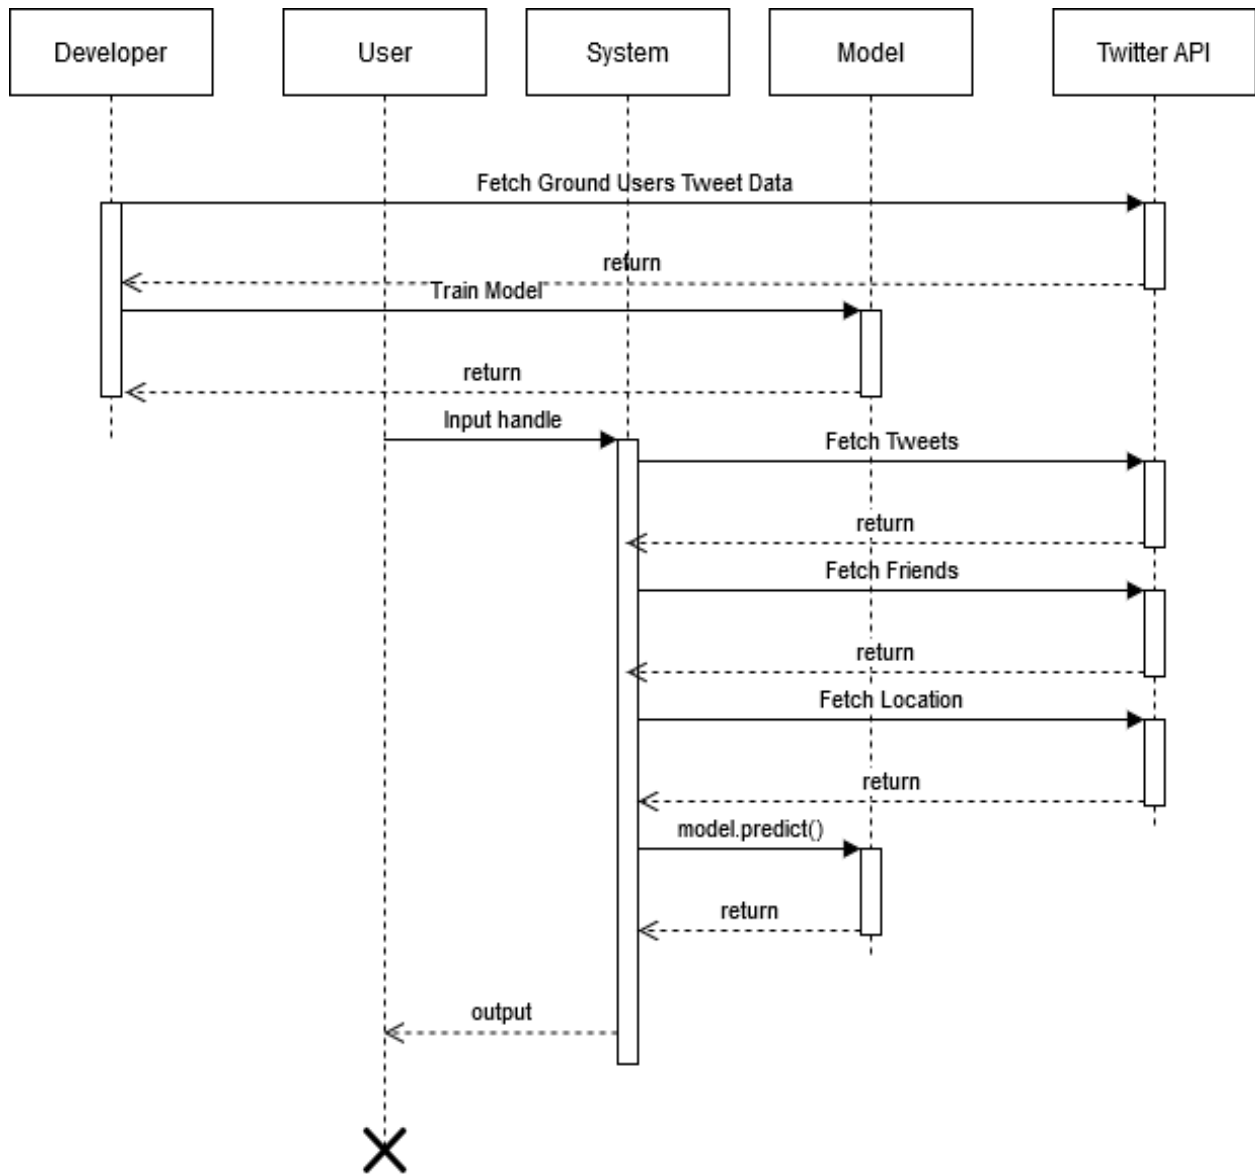 Developer
User
System
Model
Twitter API
Fetch Ground Users Tweet Data
return
Train Model
return
Input handle
Fetch Tweets
return
Fetch Friends
return
Fetch Location
return
model.predict()
return
output